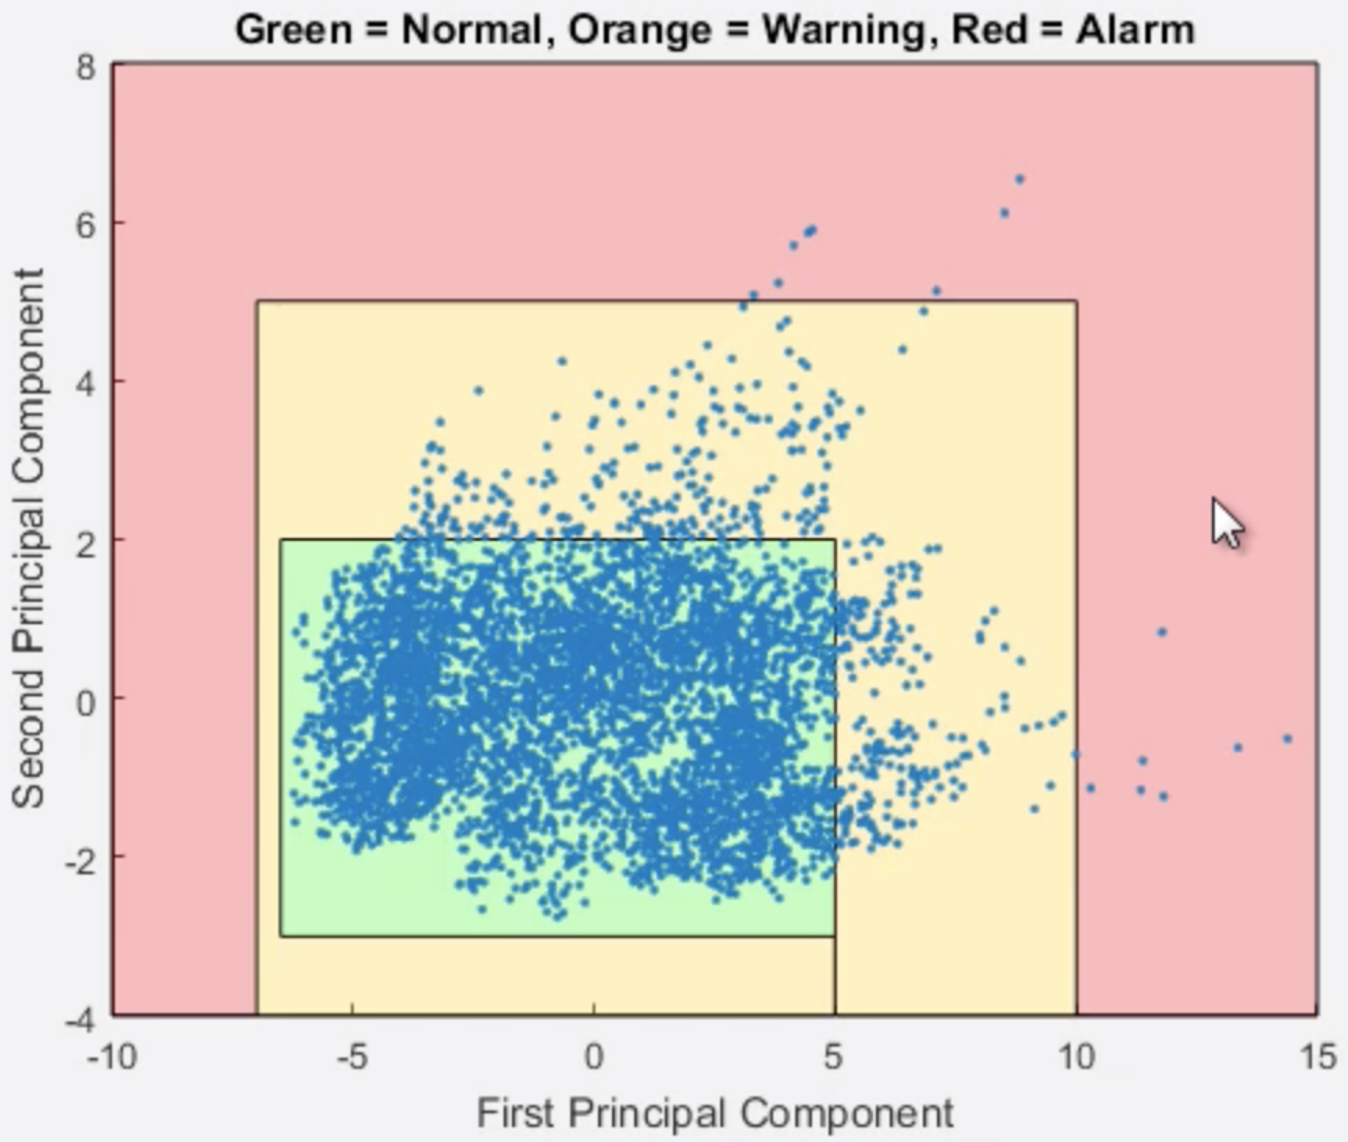 Green = Normal, Orange = Warning, Red = Alarm
8
6
4
2
0
-2
-4
Second Principal Component
-10 -5 0 5 10 15
First Principal Component